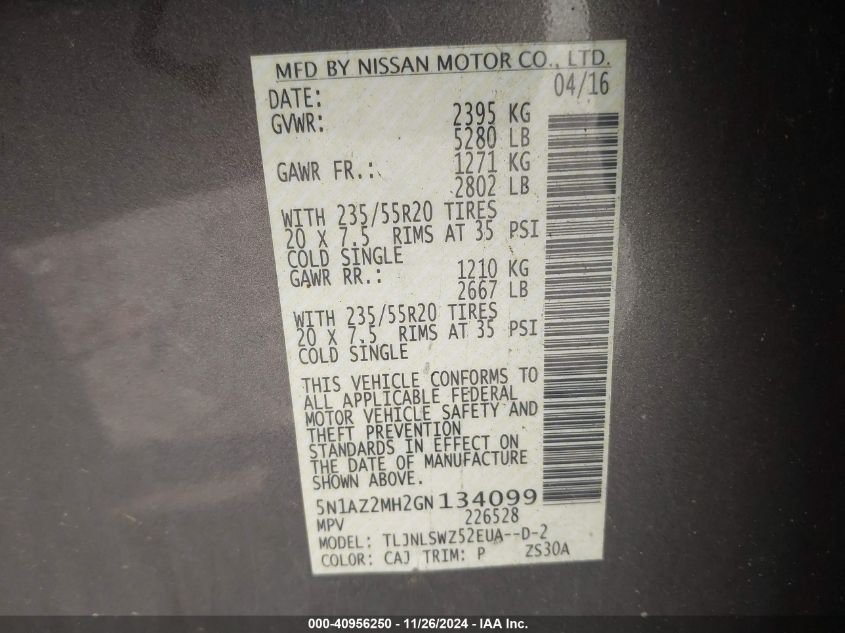 MFD BY NISSAN MOTOR CO., LTD.
DATE: 04/16
GVWR: 2395 KG
5280 LB
GAWR FR.: 1271 KG
2802 LB
WITH 235/55R20 TIRES
20 X 7.5 RIMS AT 35 PSI
COLD SINGLE
GAWR RR.: 1210 KG
2667 LB
WITH 235/55R20 TIRES
20 X 7.5 RIMS AT 35 PSI
COLD SINGLE
THIS VEHICLE CONFORMS TO
ALL APPLICABLE FEDERAL
MOTOR VEHICLE SAFETY AND
THEFT PREVENTION
STANDARDS IN EFFECT ON
THE DATE OF MANUFACTURE
SHOWN ABOVE.
5N1AZ2MH2GN134099
MPV 226528
MODEL: TLJNLSWZ52EUA--D-2
COLOR: CAJ TRIM: P ZS30A
000-40956250 - 11/26/2024 - IAA Inc.